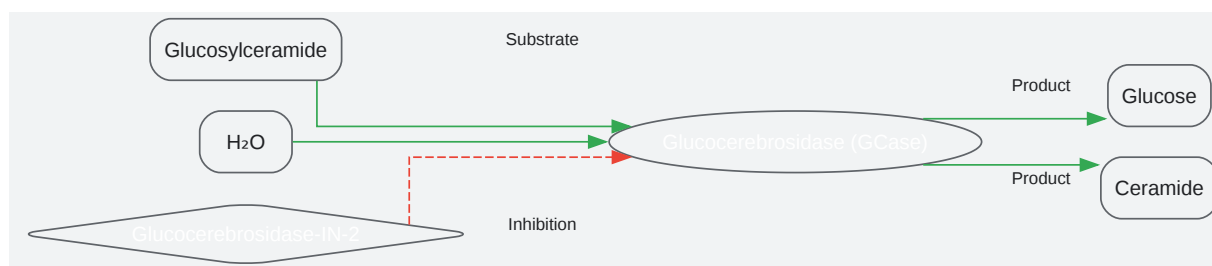 Glucosylceramide
Substrate
Product
Glucose
H₂O
Glucocerebrosidase (GCase)
Product
Ceramide
Inhibition
Glucocerebrosidase-IN-2